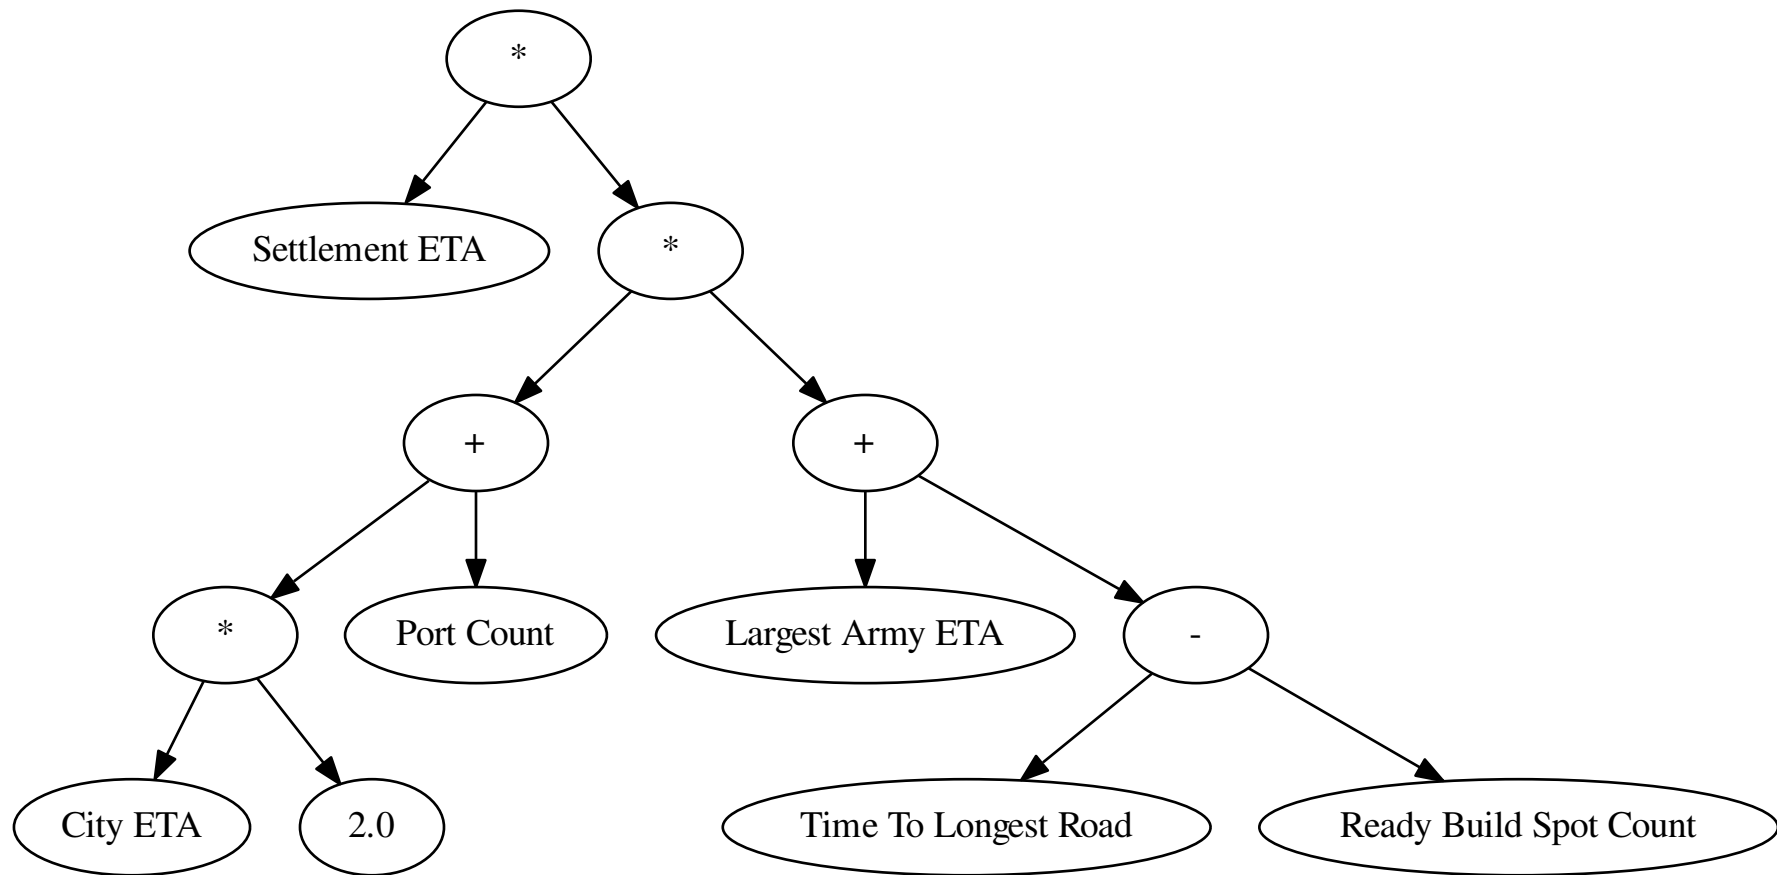 *
Settlement ETA
*
+
+
*
Port Count
Largest Army ETA
-
City ETA
2.0
Time To Longest Road
Ready Build Spot Count